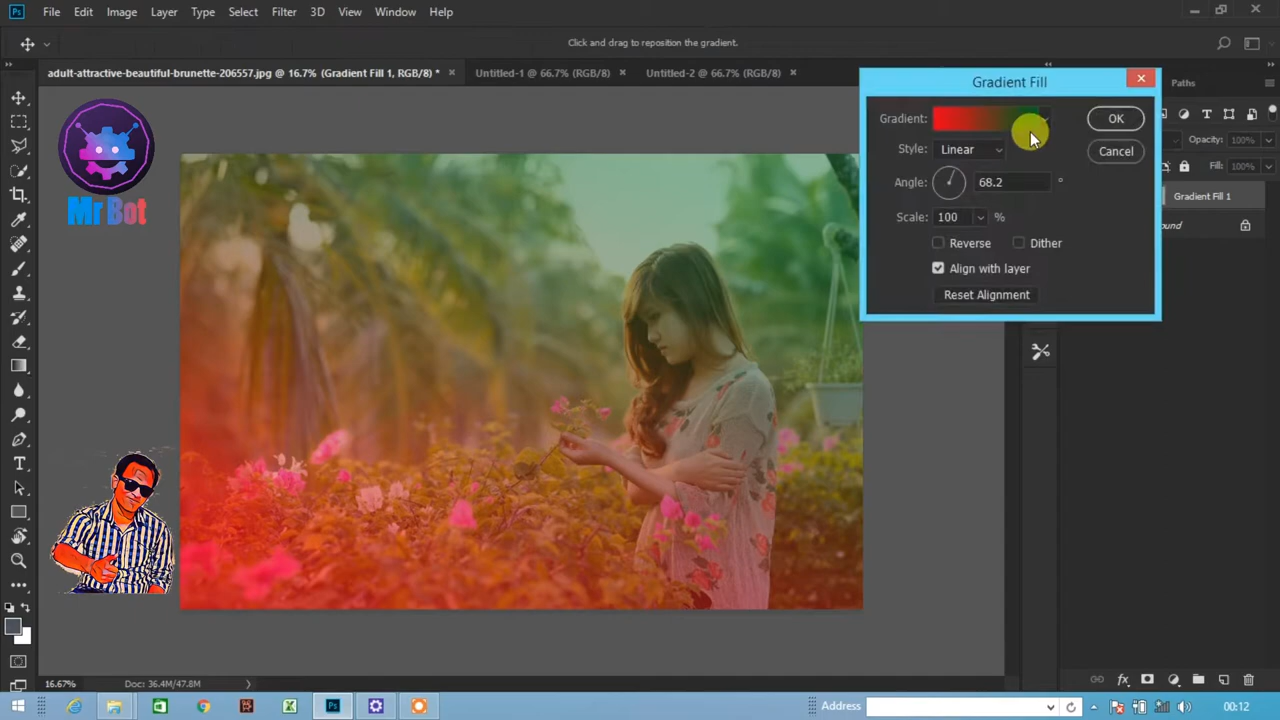 Ps File Edit Image Layer Type Select Filter 3D View Window Help
Click and drag to reposition the gradient.
adult-attractive-beautiful-brunette-206557.jpg @ 16.7% (Gradient Fill 1, RGB/8) *
Untitled-1 @ 66.7% (RGB/8)
Untitled-2 @ 66.7% (RGB/8)
Paths
Gradient Fill
Gradient:
OK
Style: Linear
Cancel
Angle: 68.2 °
Scale: 100 %
Reverse Dither
Align with layer
Reset Alignment
Opacity: 100%
Fill: 100%
Gradient Fill 1
ound
Mr Bot
16.67% Doc: 36.4M/47.8M
Address
00:12